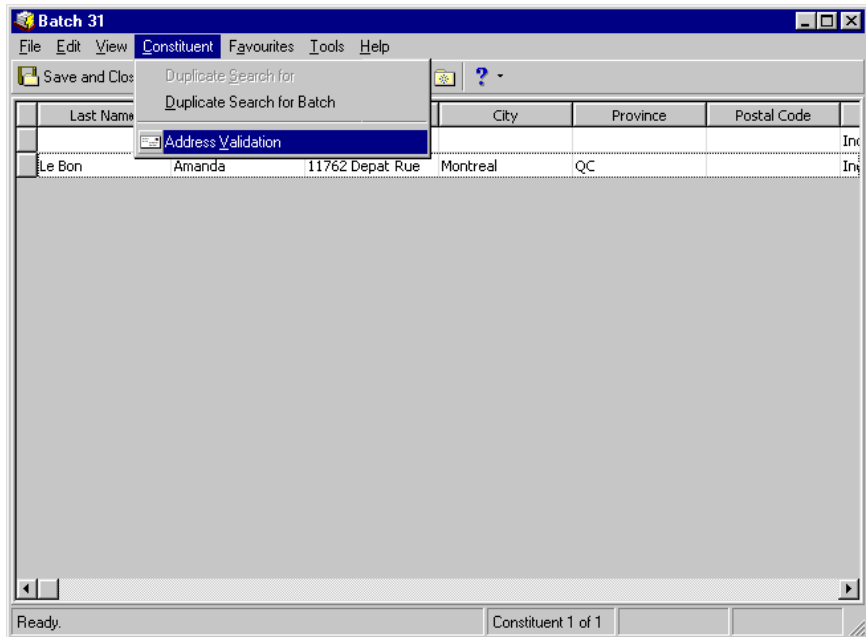 Batch 31
File Edit View Constituent Favourites Tools Help
Save and Clos ?
Duplicate Search for
Duplicate Search for Batch
Address Validation
Last Name City Province Postal Code
Le Bon Amanda 11762 Depat Rue Montreal QC
Ready. Constituent 1 of 1